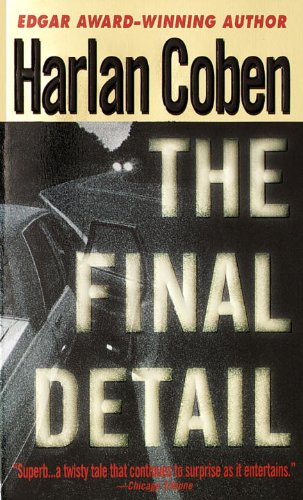 EDGAR AWARD-WINNING AUTHOR
Harlan Coben
THE
FINAL
DETAIL
"Superb...a twisty tale that continues to surprise as it entertains."
—Chicago Tribune